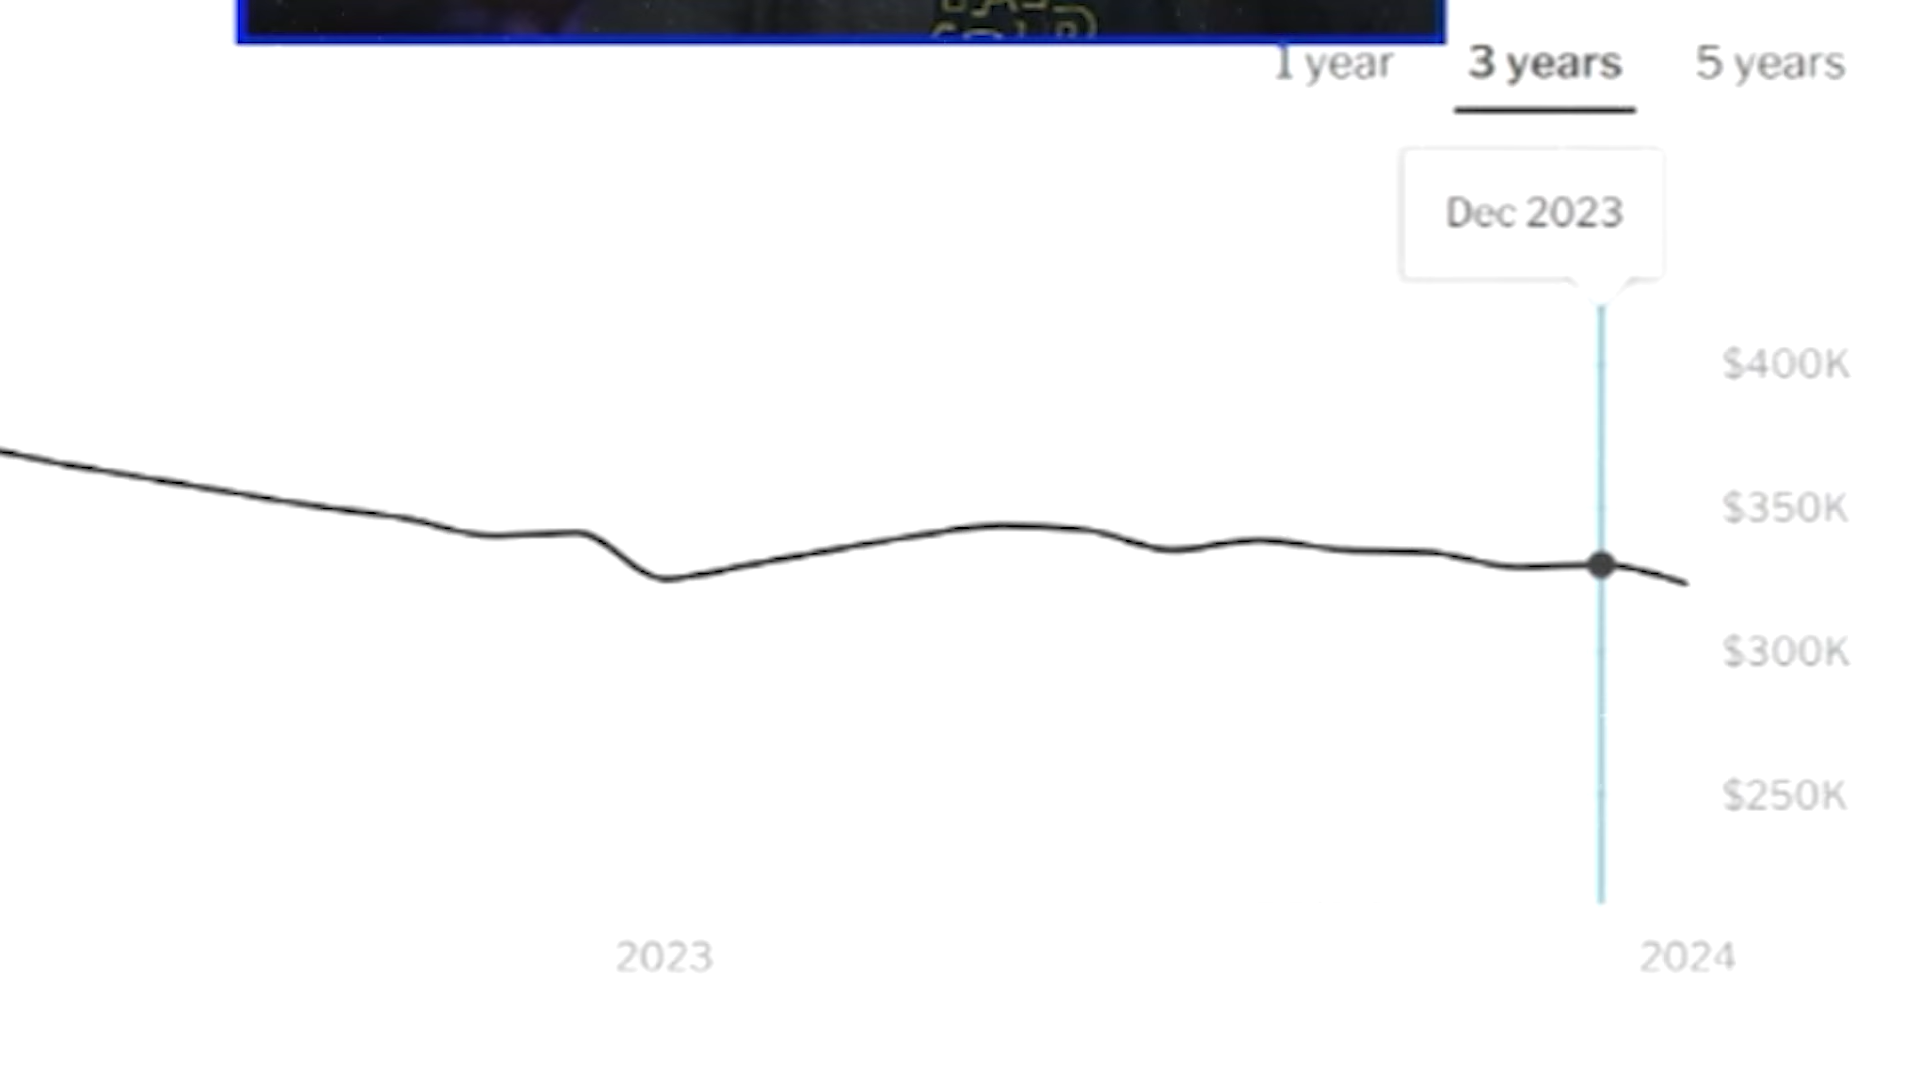 1 year 3 years 5 years
Dec 2023
$400K
$350K
$300K
$250K
2023 2024